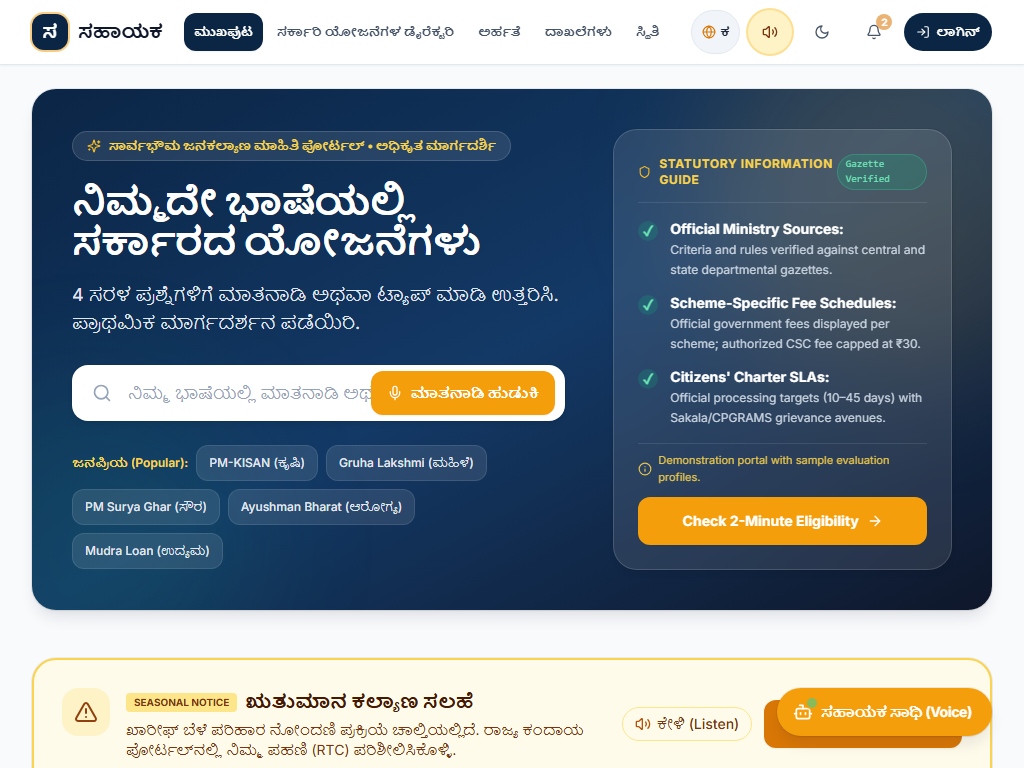 ಸ ಸಹಾಯಕ ಮುಖಪುಟ ಸರ್ಕಾರಿ ಯೋಜನೆಗಳ ಡೈರೆಕ್ಟರಿ ಅರ್ಹತೆ ದಾಖಲೆಗಳು ಸ್ಥಿತಿ ಕ 2 ಲಾಗಿನ್
ಸಾರ್ವಭೌಮ ಜನಕಲ್ಯಾಣ ಮಾಹಿತಿ ಪೋರ್ಟಲ್ • ಅಧಿಕೃತ ಮಾರ್ಗದರ್ಶಿ
ನಿಮ್ಮದೇ ಭಾಷೆಯಲ್ಲಿ
ಸರ್ಕಾರದ ಯೋಜನೆಗಳು
4 ಸರಳ ಪ್ರಶ್ನೆಗಳಿಗೆ ಮಾತನಾಡಿ ಅಥವಾ ಟ್ಯಾಪ್ ಮಾಡಿ ಉತ್ತರಿಸಿ.
ಪ್ರಾಥಮಿಕ ಮಾರ್ಗದರ್ಶನ ಪಡೆಯಿರಿ.
ನಿಮ್ಮ ಭಾಷೆಯಲ್ಲಿ ಮಾತನಾಡಿ ಮಾತನಾಡಿ ಹುಡುಕಿ
ಜನಪ್ರಿಯ (Popular): PM-KISAN (ಕೃಷಿ) Gruha Lakshmi (ಮಹಿಳೆ)
PM Surya Ghar (ಸೌರ) Ayushman Bharat (ಆರೋಗ್ಯ)
Mudra Loan (ಉದ್ಯಮ)
STATUTORY INFORMATION
GUIDE
Gazette
Verified
Official Ministry Sources:
Criteria and rules verified against central and
state departmental gazettes.
Scheme-Specific Fee Schedules:
Official government fees displayed per
scheme; authorized CSC fee capped at ₹30.
Citizens' Charter SLAs:
Official processing targets (10–45 days) with
Sakala/CPGRAMS grievance avenues.
Demonstration portal with sample evaluation
profiles.
Check 2-Minute Eligibility →
SEASONAL NOTICE ಋತುಮಾನ ಕಲ್ಯಾಣ ಸಲಹೆ
ಖಾರೀಫ್ ಬೆಳೆ ಪರಿಹಾರ ನೋಂದಣಿ ಪ್ರಕ್ರಿಯೆ ಚಾಲ್ತಿಯಲ್ಲಿದೆ. ರಾಜ್ಯ ಕಂದಾಯ
ಪೋರ್ಟಲ್‌ನಲ್ಲಿ ನಿಮ್ಮ ಪಹಣಿ (RTC) ಪರಿಶೀಲಿಸಿಕೊಳ್ಳಿ.
ಕೇಳಿ (Listen)
ಸಹಾಯಕ ಸಾಥಿ (Voice)